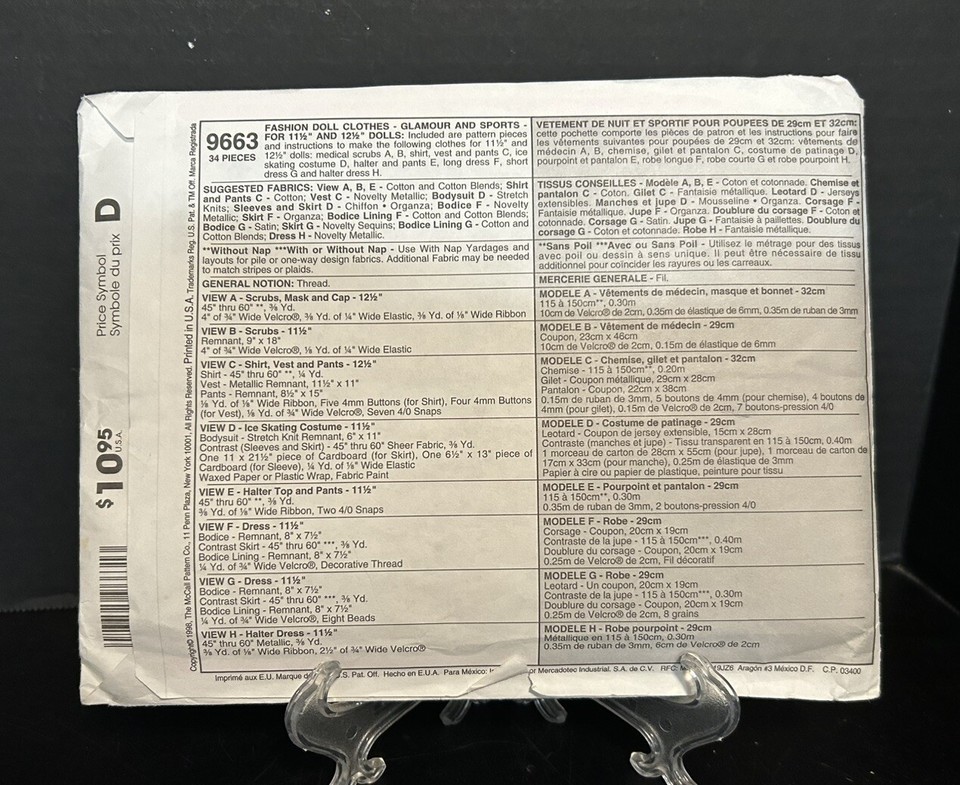 9663
34 PIECES
FASHION DOLL CLOTHES - GLAMOUR AND SPORTS -
FOR 11½" AND 12½" DOLLS: Included are pattern pieces
and instructions to make the following clothes for 11½" and
12½" dolls: medical scrubs A, B, shirt, vest and pants C, ice
skating costume D, halter and pants E, long dress F, short
dress G and halter dress H.
SUGGESTED FABRICS: View A, B, E - Cotton and Cotton Blends; Shirt
and Pants C - Cotton; Vest C - Novelty Metallic; Bodysuit D - Stretch
Knits; Sleeves and Skirt D - Chiffon • Organza; Bodice F - Novelty
Metallic; Skirt F - Organza; Bodice Lining F - Cotton and Cotton Blends;
Bodice G - Satin; Skirt G - Novelty Sequins; Bodice Lining G - Cotton and
Cotton Blends; Dress H - Novelty Metallic.
**Without Nap ***With or Without Nap - Use With Nap Yardages and
layouts for pile or one-way design fabrics. Additional Fabric may be needed
to match stripes or plaids.
GENERAL NOTION: Thread.
VIEW A - Scrubs, Mask and Cap - 12½"
45" thru 60" **, ⅜ Yd.
4" of ¾" Wide Velcro®, ⅜ Yd. of ¼" Wide Elastic, ⅜ Yd. of ⅛" Wide Ribbon
VIEW B - Scrubs - 11½"
Remnant, 9" x 18"
4" of ¾" Wide Velcro®, ⅛ Yd. of ¼" Wide Elastic
VIEW C - Shirt, Vest and Pants - 12½"
Shirt - 45" thru 60" **, ¼ Yd.
Vest - Metallic Remnant, 11½" x 11"
Pants - Remnant, 8½" x 15"
⅛ Yd. of ⅛" Wide Ribbon, Five 4mm Buttons (for Shirt), Four 4mm Buttons
(for Vest), ⅛ Yd. of ¾" Wide Velcro®, Seven 4/0 Snaps
VIEW D - Ice Skating Costume - 11½"
Bodysuit - Stretch Knit Remnant, 6" x 11"
Contrast (Sleeves and Skirt) - 45" thru 60" Sheer Fabric, ⅜ Yd.
One 11 x 21½" piece of Cardboard (for Skirt), One 6½" x 13" piece of
Cardboard (for Sleeve), ¼ Yd. of ⅛" Wide Elastic
Waxed Paper or Plastic Wrap, Fabric Paint
VIEW E - Halter Top and Pants - 11½"
45" thru 60" **, ⅜ Yd.
⅜ Yd. of ⅛" Wide Ribbon, Two 4/0 Snaps
VIEW F - Dress - 11½"
Bodice - Remnant, 8" x 7½"
Contrast Skirt - 45" thru 60" ***, ⅜ Yd.
Bodice Lining - Remnant, 8" x 7½"
¼ Yd. of ¾" Wide Velcro®, Decorative Thread
VIEW G - Dress - 11½"
Bodice - Remnant, 8" x 7½"
Contrast Skirt - 45" thru 60" ***, ⅜ Yd.
Bodice Lining - Remnant, 8" x 7½"
¼ Yd. of ¾" Wide Velcro®, Eight Beads
VIEW H - Halter Dress - 11½"
45" thru 60" Metallic, ⅜ Yd.
⅜ Yd. of ⅛" Wide Ribbon, 2½" of ¾" Wide Velcro®
VETEMENT DE NUIT ET SPORTIF POUR POUPEES DE 29cm ET 32cm:
cette pochette comporte les pièces de patron et les instructions pour faire
les vêtements suivantes pour poupées de 29cm et 32cm: vêtements de
médecin A, B, chemise, gilet et pantalon C, costume de patinage D,
pourpoint et pantalon E, robe longue F, robe courte G et robe pourpoint H.
TISSUS CONSEILLES - Modèle A, B, E - Coton et cotonnade. Chemise et
pantalon C - Coton. Gilet C - Fantaisie métallique. Leotard D - Jerseys
extensibles. Manches et jupe D - Mousseline • Organza. Corsage F -
Fantaisie métallique. Jupe F - Organza. Doublure du corsage F - Coton et
cotonnade. Corsage G - Satin. Jupe G - Fantaisie à paillettes. Doublure du
corsage G - Coton et cotonnade. Robe H - Fantaisie métallique.
**Sans Poil ***Avec ou Sans Poil - Utilisez le métrage pour des tissus
avec poil ou dessin à sens unique. Il peut être nécessaire de tissu
additionnel pour coïncider les rayures ou les carreaux.
MERCERIE GENERALE - Fil.
MODELE A - Vêtements de médecin, masque et bonnet - 32cm
115 à 150cm**, 0.30m
10cm de Velcro® de 2cm, 0.35m de élastique de 6mm, 0.35m de ruban de 3mm
MODELE B - Vêtement de médecin - 29cm
Coupon, 23cm x 46cm
10cm de Velcro® de 2cm, 0.15m de élastique de 6mm
MODELE C - Chemise, gilet et pantalon - 32cm
Chemise - 115 à 150cm**, 0.20m
Gilet - Coupon métallique, 29cm x 28cm
Pantalon - Coupon, 22cm x 38cm
0.15m de ruban de 3mm, 5 boutons de 4mm (pour chemise), 4 boutons de
4mm (pour gilet), 0.15m de Velcro® de 2cm, 7 boutons-pression 4/0
MODELE D - Costume de patinage - 29cm
Leotard - Coupon de jersey extensible, 15cm x 28cm
Contraste (manches et jupe) - Tissu transparent en 115 à 150cm, 0.40m
1 morceau de carton de 28cm x 55cm (pour jupe), 1 morceau de carton de
17cm x 33cm (pour manche), 0.25m de élastique de 3mm
Papier à cire ou papier de plastique, peinture pour tissu
MODELE E - Pourpoint et pantalon - 29cm
115 à 150cm**, 0.30m
0.35m de ruban de 3mm, 2 boutons-pression 4/0
MODELE F - Robe - 29cm
Corsage - Coupon, 20cm x 19cm
Contraste de la jupe - 115 à 150cm***, 0.40m
Doublure du corsage - Coupon, 20cm x 19cm
0.25m de Velcro® de 2cm, Fil décoratif
MODELE G - Robe - 29cm
Leotard - Un coupon, 20cm x 19cm
Contraste de la jupe - 115 à 150cm***, 0.30m
Doublure du corsage - Coupon, 20cm x 19cm
0.25m de Velcro® de 2cm, 8 grains
MODELE H - Robe pourpoint - 29cm
Métallique en 115 à 150cm, 0.30m
0.35m de ruban de 3mm, 6cm de Velcro® de 2cm
Imprimé aux E.U. Marque U.S. Pat. Off. Hecho en E.U.A. Para México: or Mercadotec Industrial. S.A. de C.V. RFC: Aragón #3 México D.F. C.P. 03400
Copyright© 1998, The McCall Pattern Co., 11 Penn Plaza, New York 10001, All Rights Reserved. Printed in U.S.A. Trademarks Reg. U.S. Pat. & TM Off. Marca Registrada
Price Symbol
Symbole du prix D
$10.95
U.S.A.